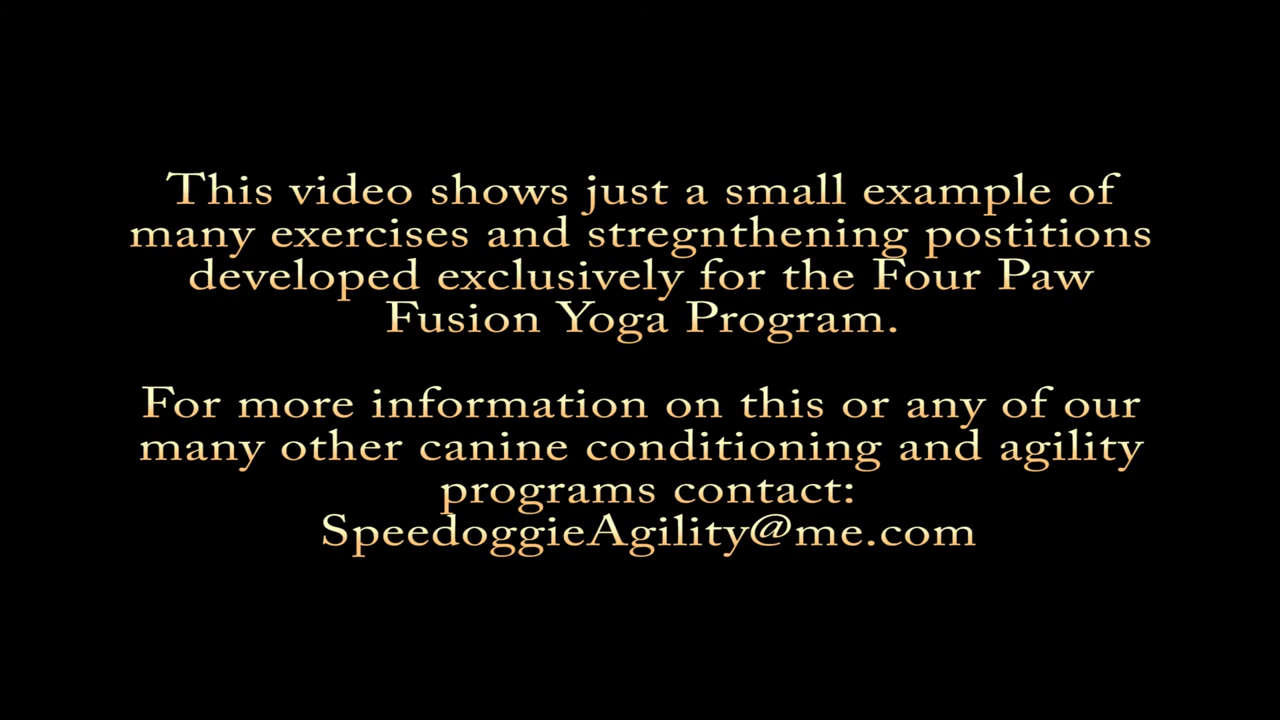 This video shows just a small example of
many exercises and stregnthening postitions
developed exclusively for the Four Paw
Fusion Yoga Program.
For more information on this or any of our
many other canine conditioning and agility
programs contact:
SpeedoggieAgility@me.com